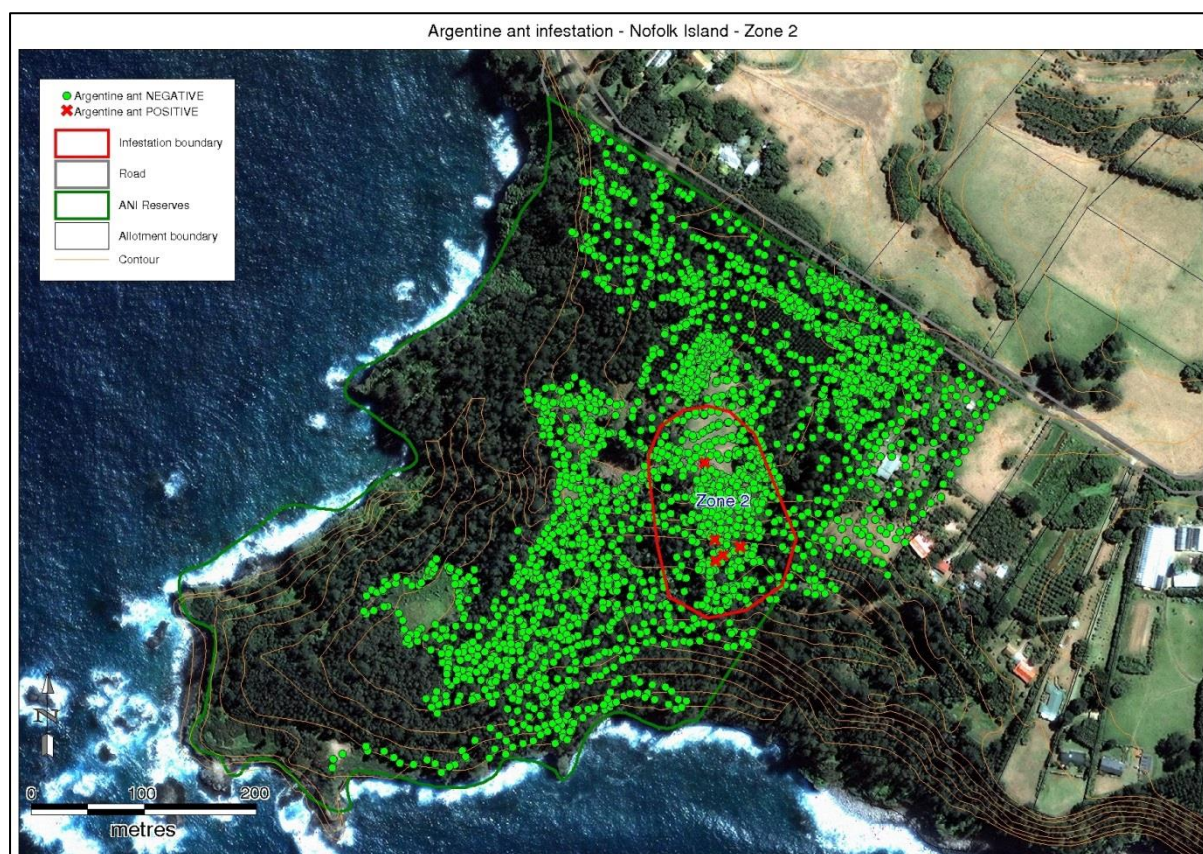 Argentine ant infestation - Nofolk Island - Zone 2
Argentine ant NEGATIVE
Argentine ant POSITIVE
Infestation boundary
Road
ANI Reserves
Allotment boundary
Contour
Zone 2
N
0 100 200
metres